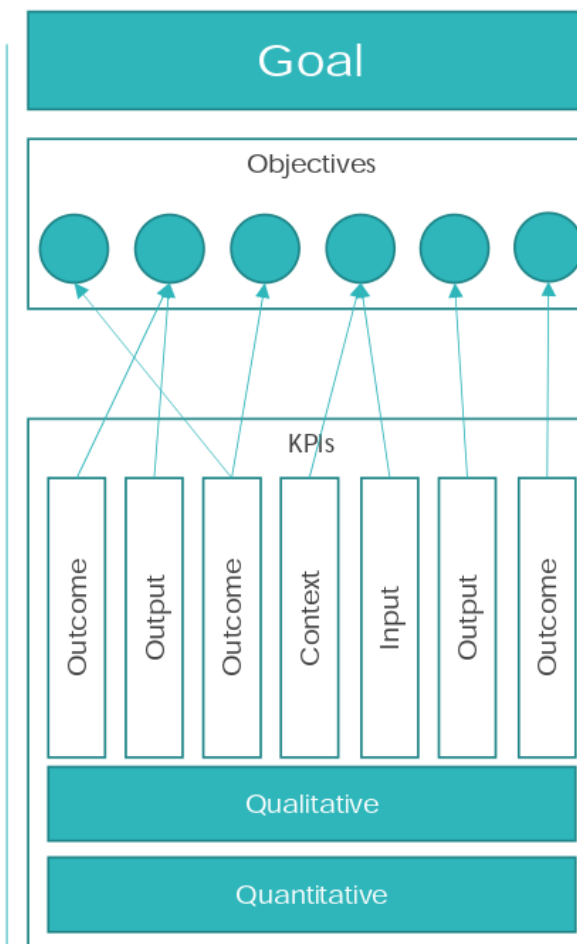 Goal
Objectives
KPIs
Outcome
Output
Outcome
Context
Input
Output
Outcome
Qualitative
Quantitative